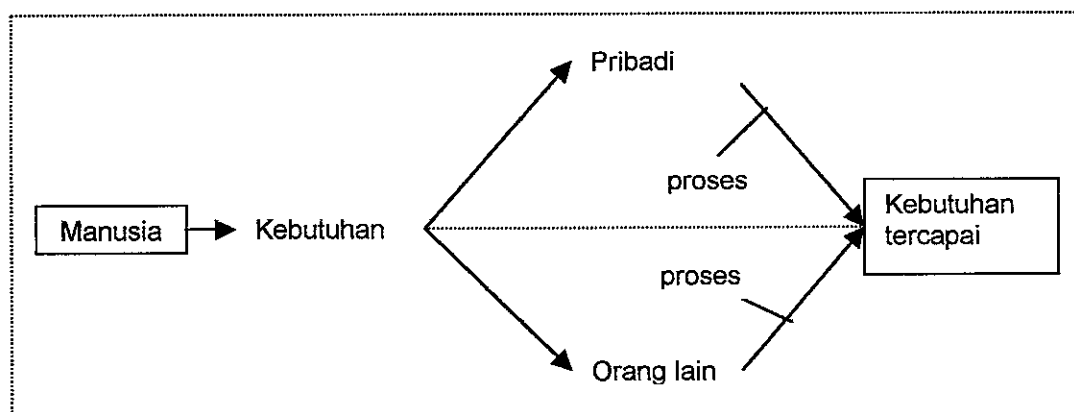 Pribadi
proses
Manusia
Kebutuhan
Kebutuhan
tercapai
proses
Orang lain